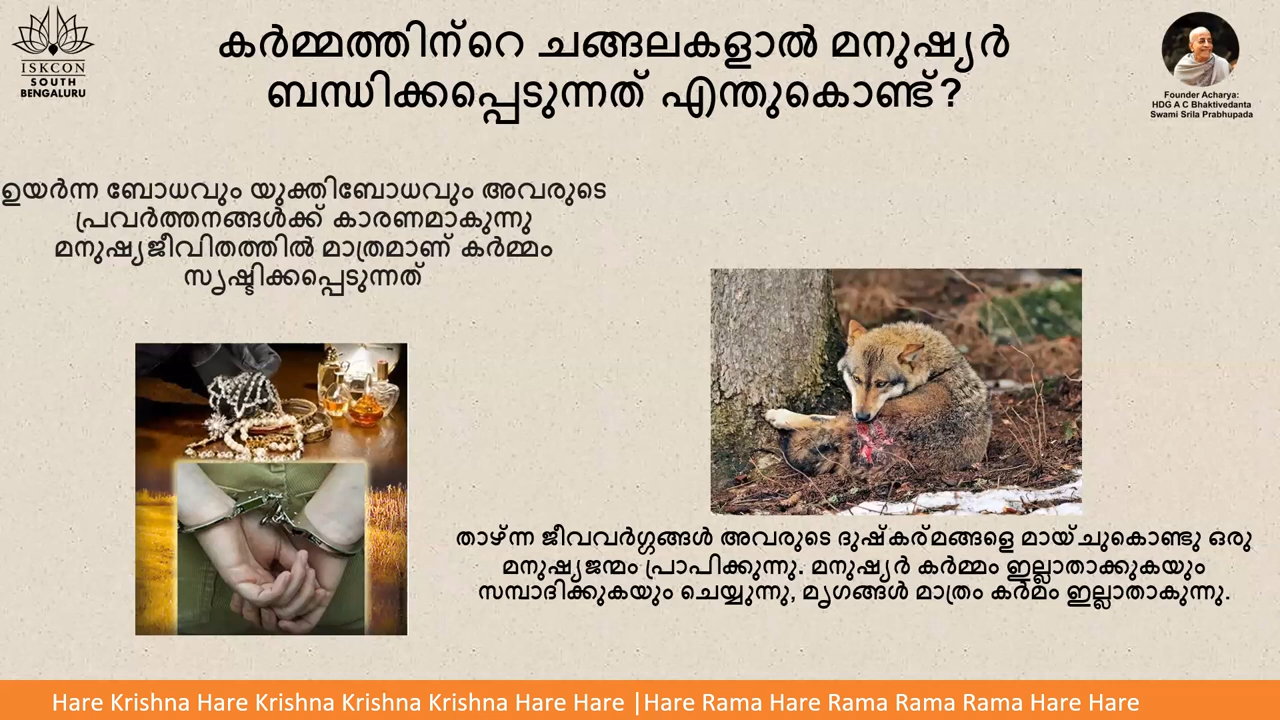 ISKCON
SOUTH
BENGALURU
കർമ്മത്തിന്റെ ചങ്ങലകളാൽ മനുഷ്യർ
ബന്ധിക്കപ്പെടുന്നത് എന്തുകൊണ്ട്?
Founder Acharya:
HDG A C Bhaktivedanta
Swami Srila Prabhupada
ഉയർന്ന ബോധവും യുക്തിബോധവും അവരുടെ
പ്രവർത്തനങ്ങൾക്ക് കാരണമാകുന്നു
മനുഷ്യജീവിതത്തിൽ മാത്രമാണ് കർമ്മം
സൃഷ്ടിക്കപ്പെടുന്നത്
താഴ്ന്ന ജീവവർഗ്ഗങ്ങൾ അവരുടെ ദുഷ്കര്മങ്ങളെ മായ്ചുകൊണ്ടു ഒരു
മനുഷ്യജന്മം പ്രാപിക്കുന്നു. മനുഷ്യർ കർമ്മം ഇല്ലാതാക്കുകയും
സമ്പാദിക്കുകയും ചെയ്യുന്നു, മൃഗങ്ങൾ മാത്രം കർമം ഇല്ലാതാകുന്നു.
Hare Krishna Hare Krishna Krishna Krishna Hare Hare |Hare Rama Hare Rama Rama Rama Hare Hare